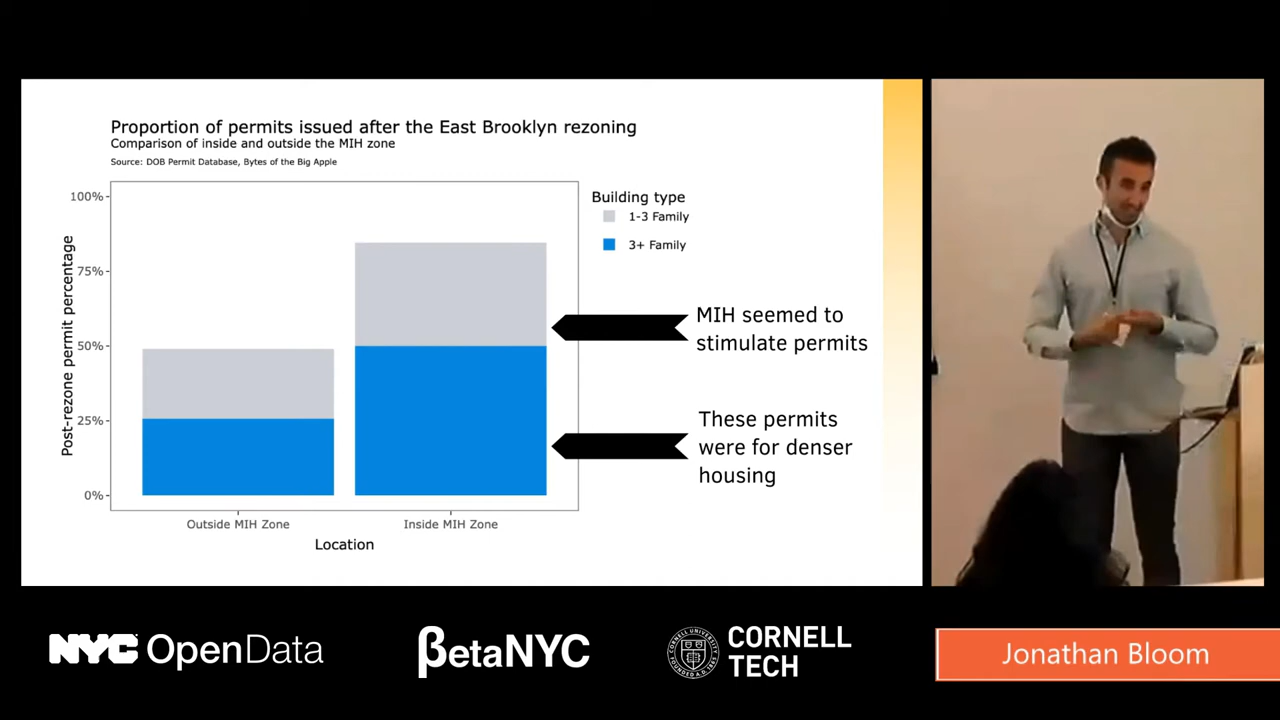 Proportion of permits issued after the East Brooklyn rezoning
Comparison of inside and outside the MIH zone
Source: DOB Permit Database, Bytes of the Big Apple
Post-rezone permit percentage
100%
75%
50%
25%
0%
Outside MIH Zone
Inside MIH Zone
Location
Building type
1-3 Family
3+ Family
MIH seemed to
stimulate permits
These permits
were for denser
housing
NYC OpenData
βetaNYC
CORNELL
TECH
Jonathan Bloom